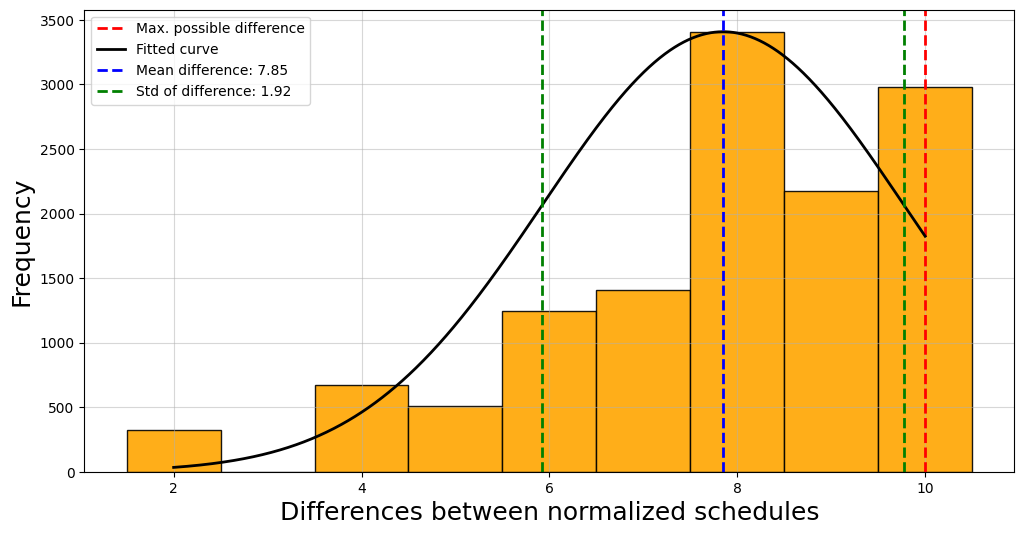 Max. possible difference
Fitted curve
Mean difference: 7.85
Std of difference: 1.92
3500
3000
2500
2000
1500
1000
500
0
Frequency
2 4 6 8 10
Differences between normalized schedules